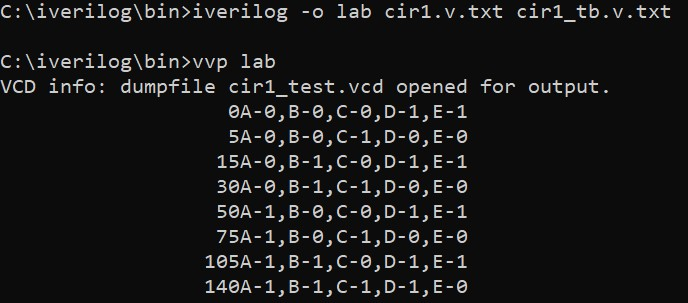 C:\iverilog\bin>iverilog -o lab cir1.v.txt cir1_tb.v.txt
C:\iverilog\bin>vvp lab
VCD info: dumpfile cir1_test.vcd opened for output.
0A-0,B-0,C-0,D-1,E-1
5A-0,B-0,C-1,D-0,E-0
15A-0,B-1,C-0,D-1,E-1
30A-0,B-1,C-1,D-0,E-0
50A-1,B-0,C-0,D-1,E-1
75A-1,B-0,C-1,D-0,E-0
105A-1,B-1,C-0,D-1,E-1
140A-1,B-1,C-1,D-1,E-0